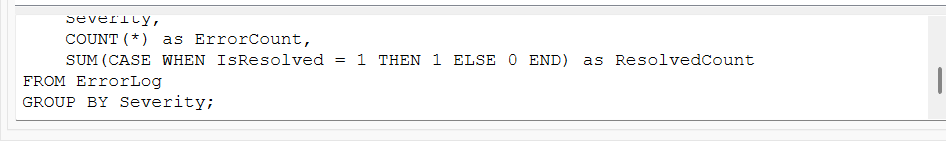 Severity,
COUNT(*) as ErrorCount,
SUM(CASE WHEN IsResolved = 1 THEN 1 ELSE 0 END) as ResolvedCount
FROM ErrorLog
GROUP BY Severity;